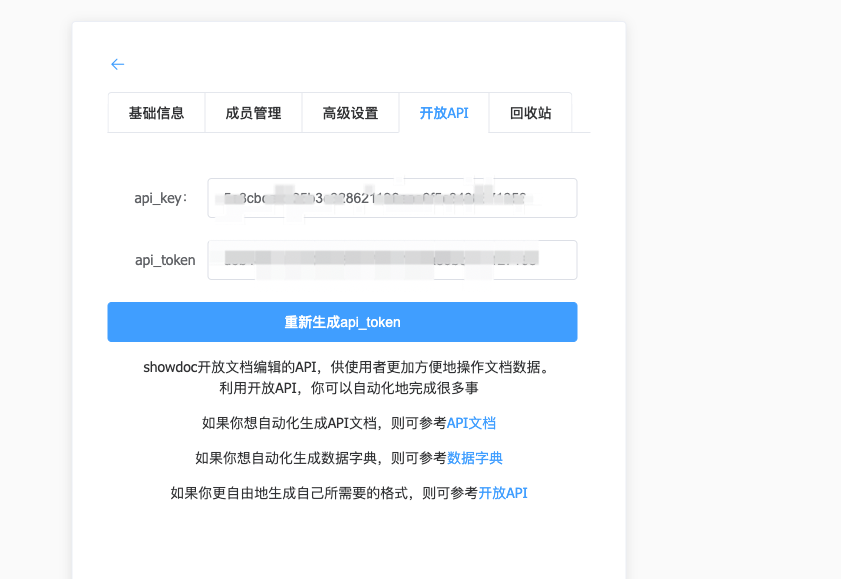 ←
基础信息 成员管理 高级设置 开放API 回收站
api_key：
api_token
重新生成api_token
showdoc开放文档编辑的API，供使用者更加方便地操作文档数据。
利用开放API，你可以自动化地完成很多事
如果你想自动化生成API文档，则可参考API文档
如果你想自动化生成数据字典，则可参考数据字典
如果你更自由地生成自己所需要的格式，则可参考开放API